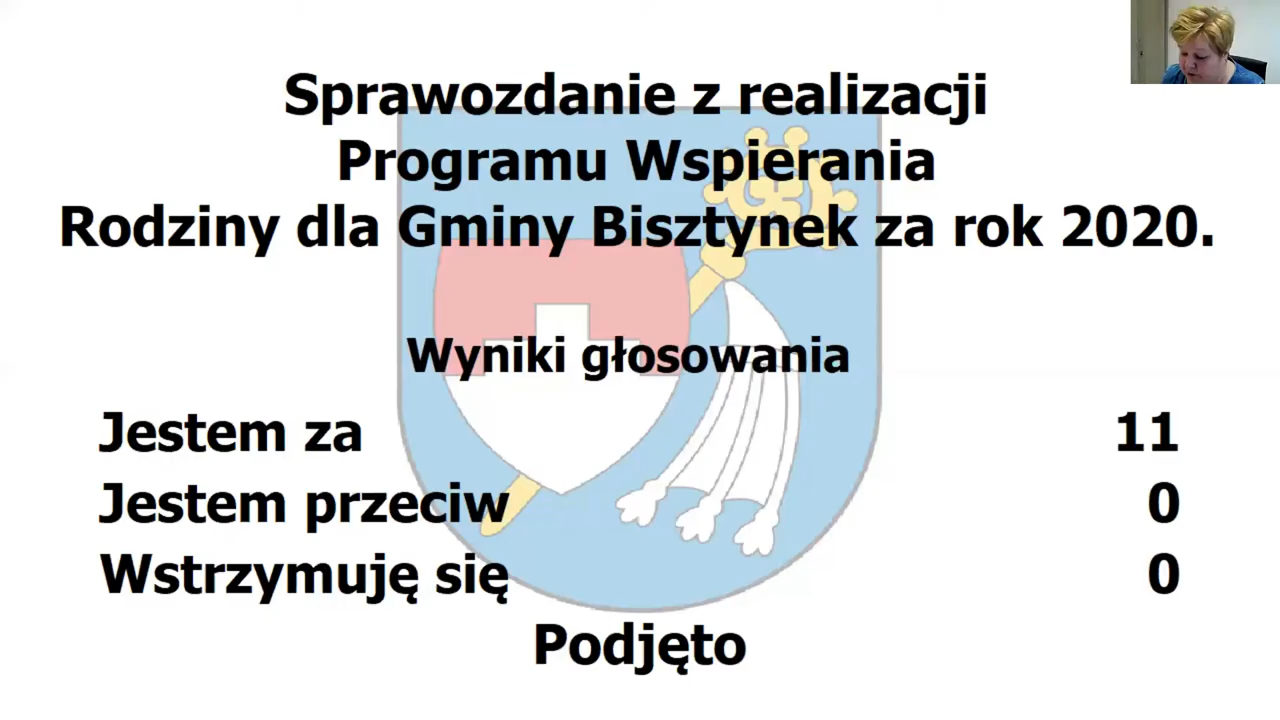 Sprawozdanie z realizacji
Programu Wspierania
Rodziny dla Gminy Bisztynek za rok 2020.
Wyniki głosowania
Jestem za 11
Jestem przeciw 0
Wstrzymuję się 0
Podjęto